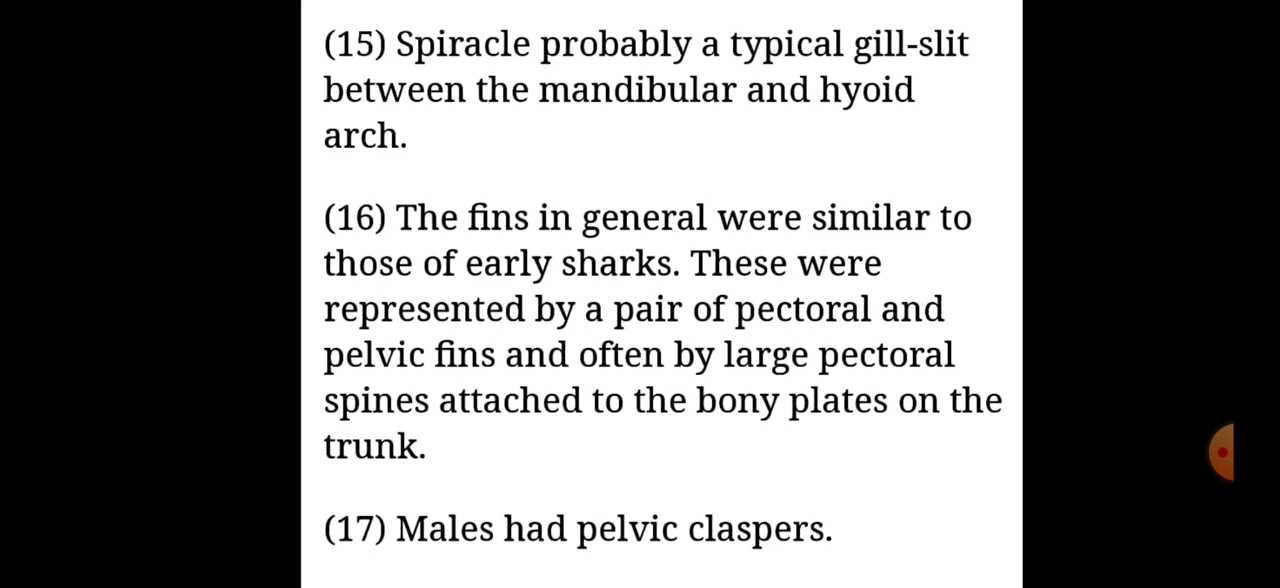 (15) Spiracle probably a typical gill-slit
between the mandibular and hyoid
arch.
(16) The fins in general were similar to
those of early sharks. These were
represented by a pair of pectoral and
pelvic fins and often by large pectoral
spines attached to the bony plates on the
trunk.
(17) Males had pelvic claspers.